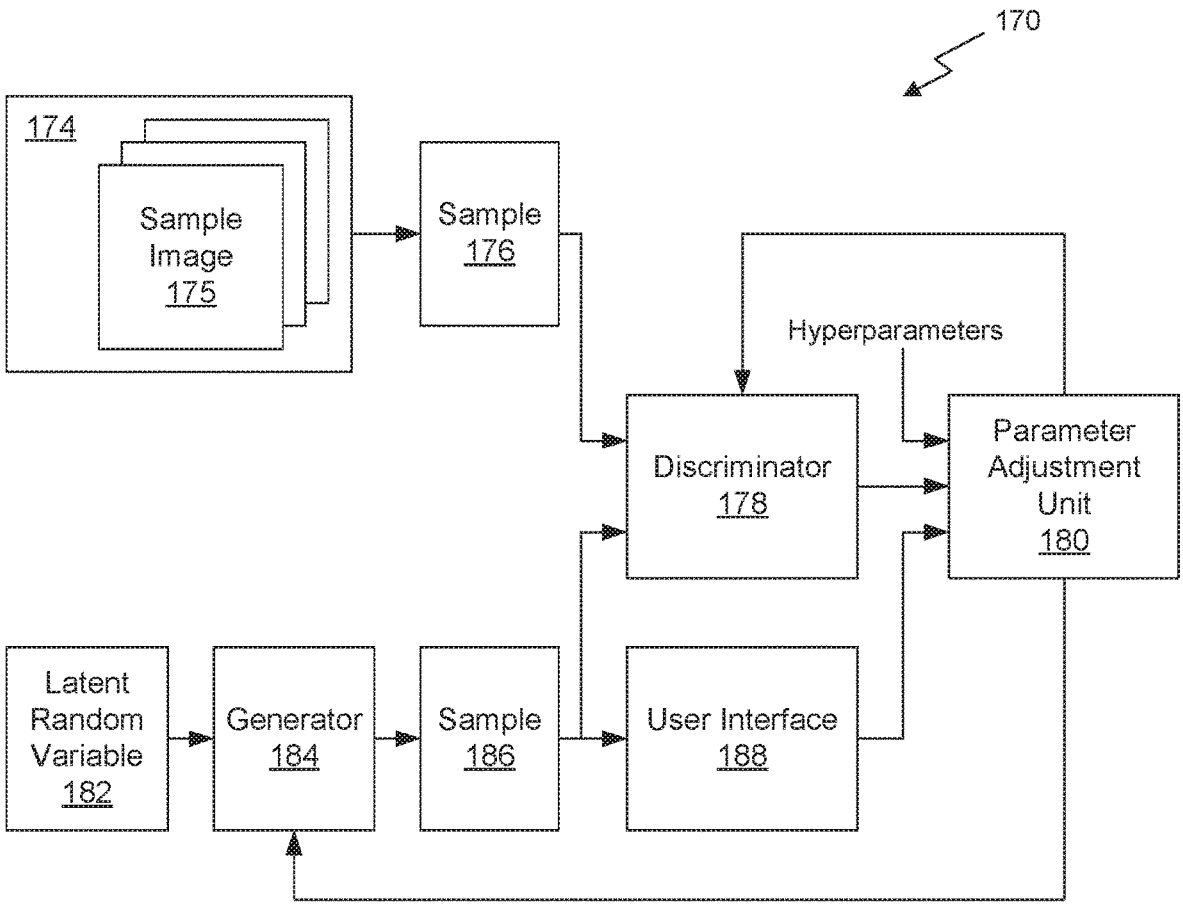 170
174
Sample
Image
175
Sample
176
Hyperparameters
Discriminator
178
Parameter
Adjustment
Unit
180
Latent
Random
Variable
182
Generator
184
Sample
186
User Interface
188